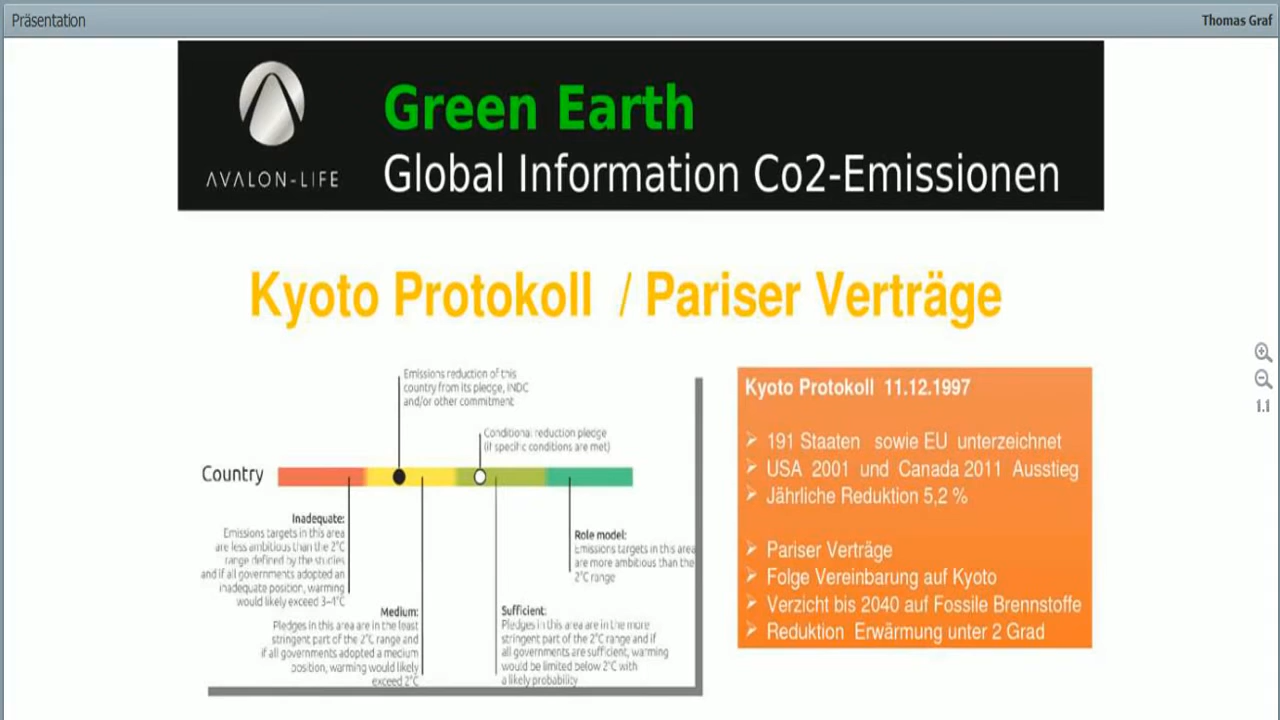 Präsentation
Thomas Graf
AVALON-LIFE
Green Earth
Global Information Co2-Emissionen
Kyoto Protokoll / Pariser Verträge
Emissions reduction of this
country from its pledge, INDC
and/or other commitment
Conditional reduction pledge
(if specific conditions are met)
Country
Inadequate:
Emissions targets in this area
are less ambitious than the 2°C
range defined by the studies
and if all governments adopted an
inadequate position, warming
would likely exceed 3–4°C
Medium:
Pledges in this area are in the least
stringent part of the 2°C range and
if all governments adopted a medium
position, warming would likely
exceed 2°C
Sufficient:
Pledges in this area are in the more
stringent part of the 2°C range and if
all governments are sufficient, warming
would be limited below 2°C with
a likely probability
Role model:
Emissions targets in this area
are more ambitious than the
2°C range
Kyoto Protokoll 11.12.1997
191 Staaten sowie EU unterzeichnet
USA 2001 und Canada 2011 Ausstieg
Jährliche Reduktion 5,2 %
Pariser Verträge
Folge Vereinbarung auf Kyoto
Verzicht bis 2040 auf Fossile Brennstoffe
Reduktion Erwärmung unter 2 Grad
1.1